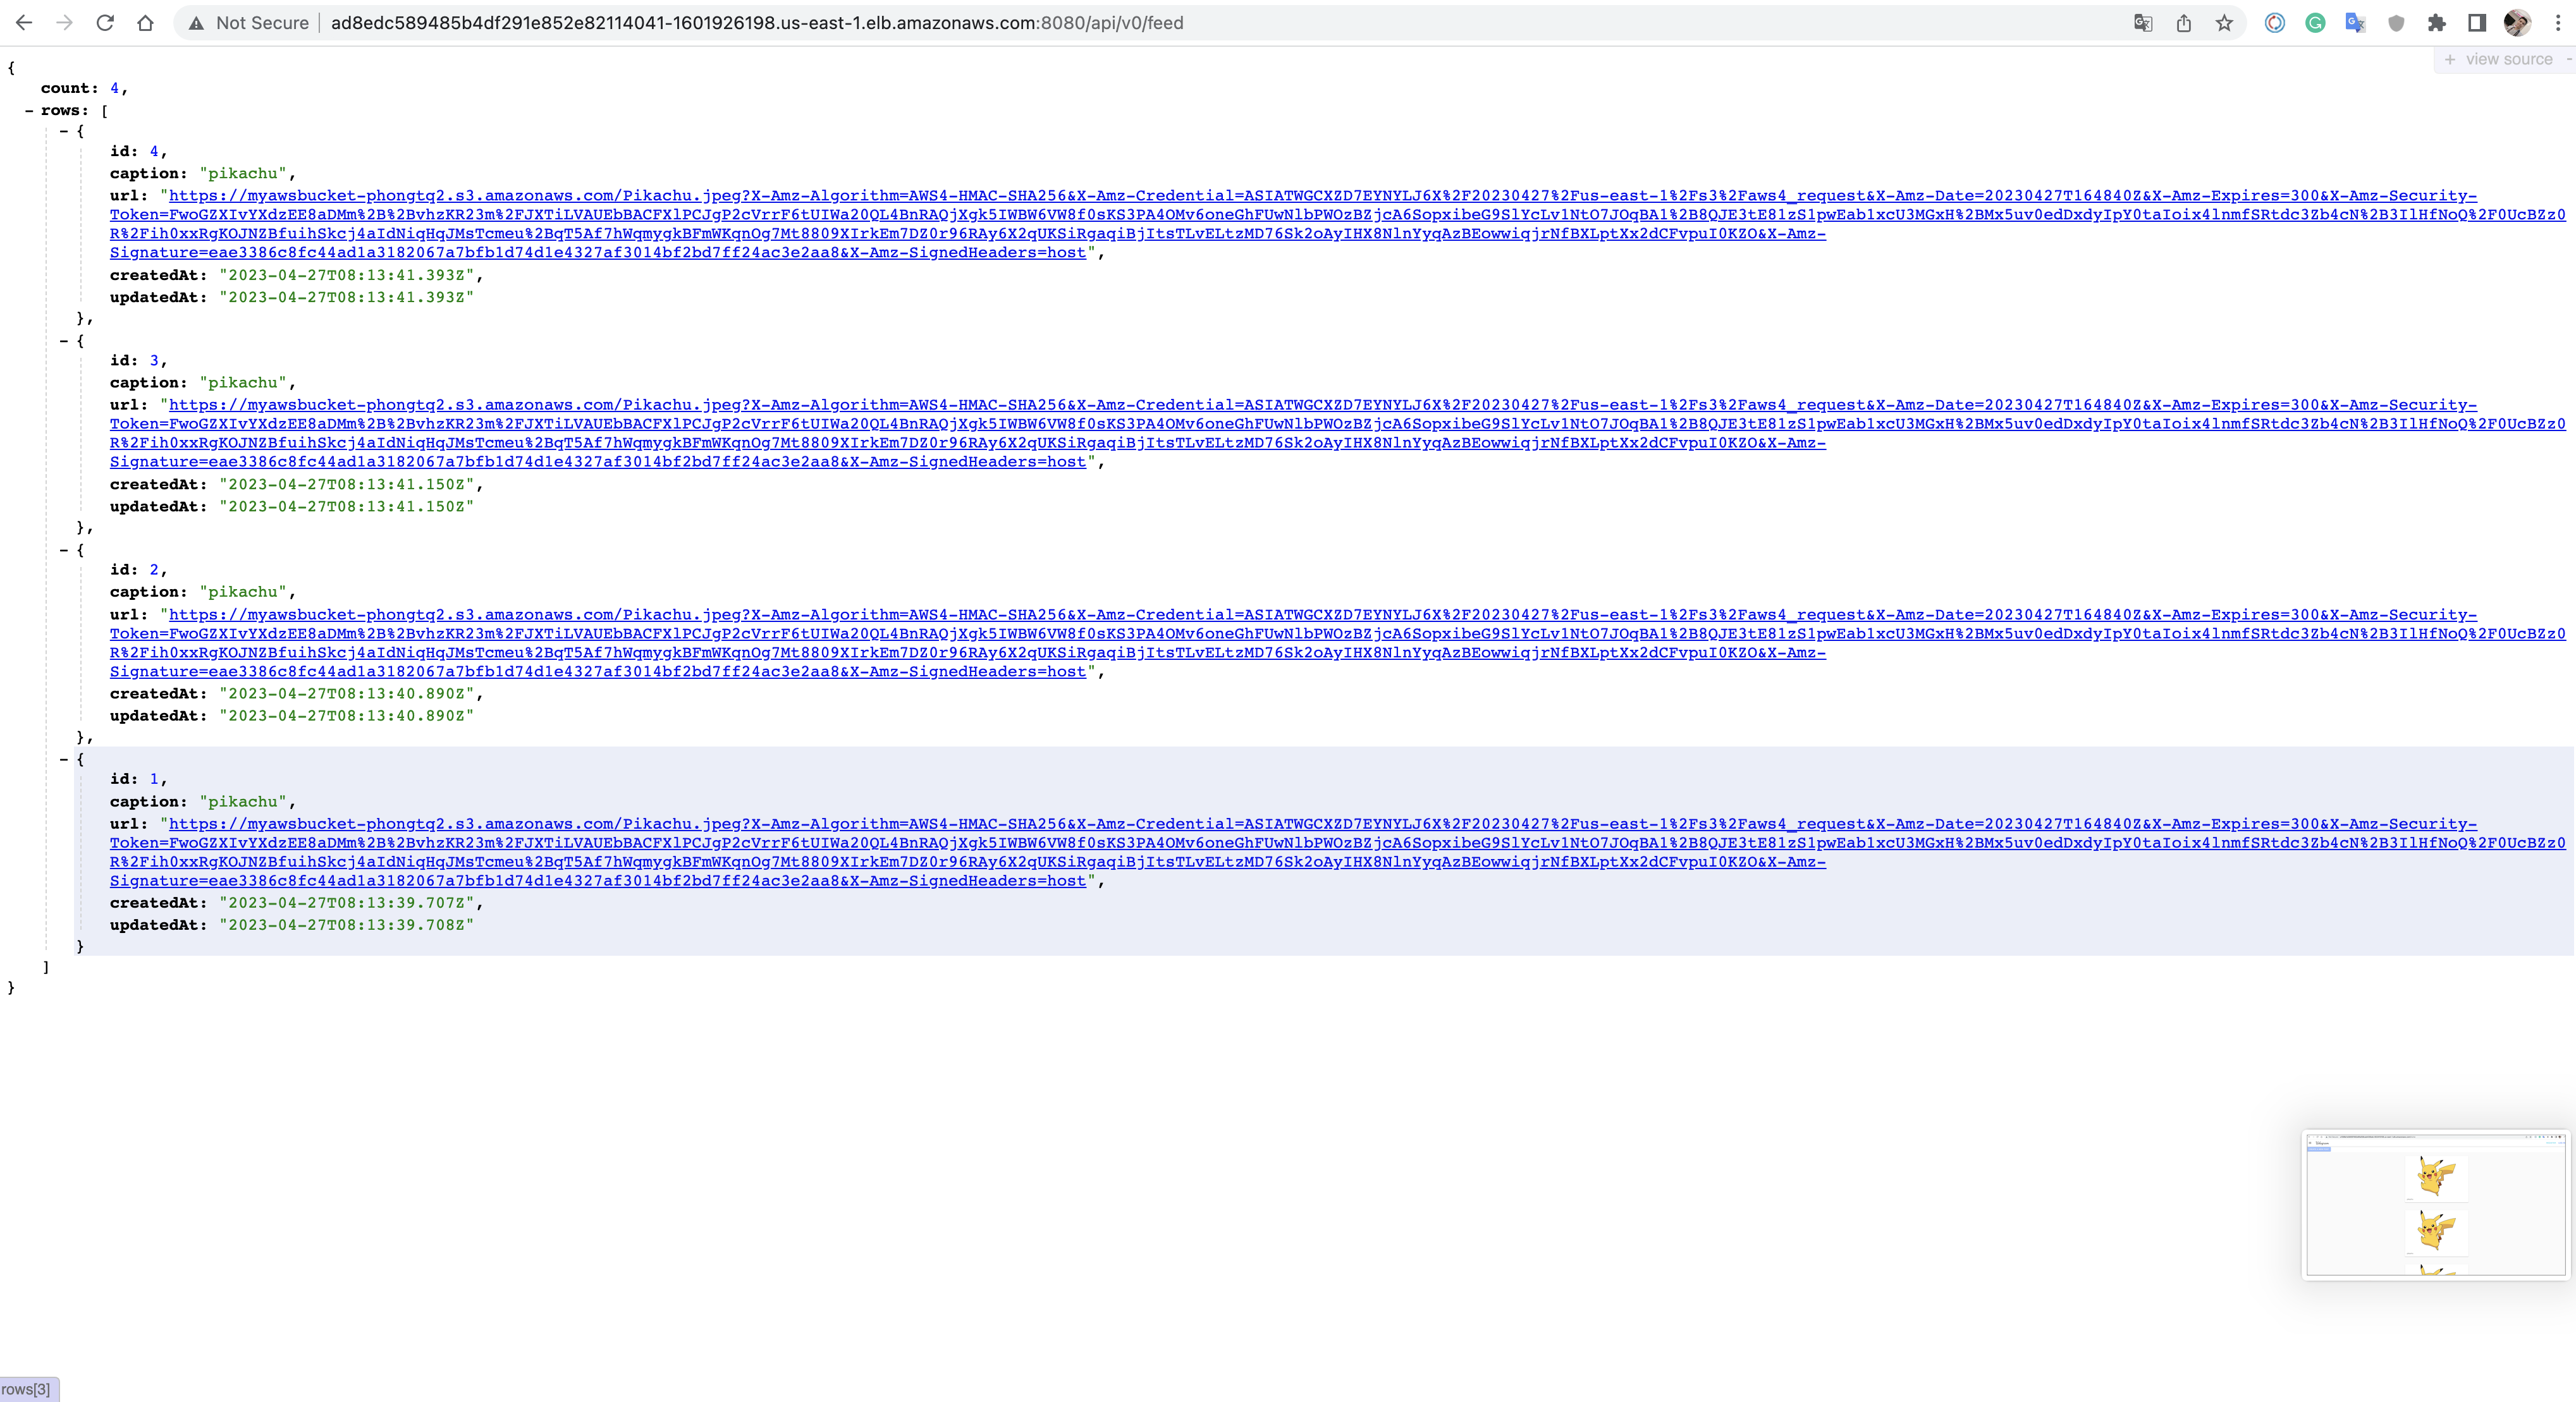 Not Secure | ad8edc589485b4df291e852e82114041-1601926198.us-east-1.elb.amazonaws.com:8080/api/v0/feed
+ view source -
{
count: 4,
- rows: [
- {
id: 4,
caption: "pikachu",
url: "https://myawsbucket-phongtq2.s3.amazonaws.com/Pikachu.jpeg?X-Amz-Algorithm=AWS4-HMAC-SHA256&X-Amz-Credential=ASIATWGCXZD7EYNYLJ6X%2F20230427%2Fus-east-1%2Fs3%2Faws4_request&X-Amz-Date=20230427T164840Z&X-Amz-Expires=300&X-Amz-Security-
Token=FwoGZXIvYXdzEE8aDMm%2B%2BvhzKR23m%2FJXTiLVAUEbBACFXlPCJgP2cVrrF6tUIWa20QL4BnRAQjXgk5IWBW6VW8f0sKS3PA4OMv6oneGhFUwNlbPWOzBZjcA6SopxibeG9SlYcLv1NtO7JOqBA1%2B8QJE3tE81zS1pwEab1xcU3MGxH%2BMx5uv0edDxdyIpY0taIoix4lnmfSRtdc3Zb4cN%2B3IlHfNoQ%2F0UcBZz0
R%2Fih0xxRgKOJNZBfuihSkcj4aIdNiqHqJMsTcmeu%2BqT5Af7hWqmygkBFmWKqnOg7Mt8809XIrkEm7DZ0r96RAy6X2qUKSiRgaqiBjItsTLvELtzMD76Sk2oAyIHX8NlnYyqAzBEowwiqjrNfBXLptXx2dCFvpuI0KZO&X-Amz-
Signature=eae3386c8fc44ad1a3182067a7bfb1d74d1e4327af3014bf2bd7ff24ac3e2aa8&X-Amz-SignedHeaders=host",
createdAt: "2023-04-27T08:13:41.393Z",
updatedAt: "2023-04-27T08:13:41.393Z"
},
- {
id: 3,
caption: "pikachu",
url: "https://myawsbucket-phongtq2.s3.amazonaws.com/Pikachu.jpeg?X-Amz-Algorithm=AWS4-HMAC-SHA256&X-Amz-Credential=ASIATWGCXZD7EYNYLJ6X%2F20230427%2Fus-east-1%2Fs3%2Faws4_request&X-Amz-Date=20230427T164840Z&X-Amz-Expires=300&X-Amz-Security-
Token=FwoGZXIvYXdzEE8aDMm%2B%2BvhzKR23m%2FJXTiLVAUEbBACFXlPCJgP2cVrrF6tUIWa20QL4BnRAQjXgk5IWBW6VW8f0sKS3PA4OMv6oneGhFUwNlbPWOzBZjcA6SopxibeG9SlYcLv1NtO7JOqBA1%2B8QJE3tE81zS1pwEab1xcU3MGxH%2BMx5uv0edDxdyIpY0taIoix4lnmfSRtdc3Zb4cN%2B3IlHfNoQ%2F0UcBZz0
R%2Fih0xxRgKOJNZBfuihSkcj4aIdNiqHqJMsTcmeu%2BqT5Af7hWqmygkBFmWKqnOg7Mt8809XIrkEm7DZ0r96RAy6X2qUKSiRgaqiBjItsTLvELtzMD76Sk2oAyIHX8NlnYyqAzBEowwiqjrNfBXLptXx2dCFvpuI0KZO&X-Amz-
Signature=eae3386c8fc44ad1a3182067a7bfb1d74d1e4327af3014bf2bd7ff24ac3e2aa8&X-Amz-SignedHeaders=host",
createdAt: "2023-04-27T08:13:41.150Z",
updatedAt: "2023-04-27T08:13:41.150Z"
},
- {
id: 2,
caption: "pikachu",
url: "https://myawsbucket-phongtq2.s3.amazonaws.com/Pikachu.jpeg?X-Amz-Algorithm=AWS4-HMAC-SHA256&X-Amz-Credential=ASIATWGCXZD7EYNYLJ6X%2F20230427%2Fus-east-1%2Fs3%2Faws4_request&X-Amz-Date=20230427T164840Z&X-Amz-Expires=300&X-Amz-Security-
Token=FwoGZXIvYXdzEE8aDMm%2B%2BvhzKR23m%2FJXTiLVAUEbBACFXlPCJgP2cVrrF6tUIWa20QL4BnRAQjXgk5IWBW6VW8f0sKS3PA4OMv6oneGhFUwNlbPWOzBZjcA6SopxibeG9SlYcLv1NtO7JOqBA1%2B8QJE3tE81zS1pwEab1xcU3MGxH%2BMx5uv0edDxdyIpY0taIoix4lnmfSRtdc3Zb4cN%2B3IlHfNoQ%2F0UcBZz0
R%2Fih0xxRgKOJNZBfuihSkcj4aIdNiqHqJMsTcmeu%2BqT5Af7hWqmygkBFmWKqnOg7Mt8809XIrkEm7DZ0r96RAy6X2qUKSiRgaqiBjItsTLvELtzMD76Sk2oAyIHX8NlnYyqAzBEowwiqjrNfBXLptXx2dCFvpuI0KZO&X-Amz-
Signature=eae3386c8fc44ad1a3182067a7bfb1d74d1e4327af3014bf2bd7ff24ac3e2aa8&X-Amz-SignedHeaders=host",
createdAt: "2023-04-27T08:13:40.890Z",
updatedAt: "2023-04-27T08:13:40.890Z"
},
- {
id: 1,
caption: "pikachu",
url: "https://myawsbucket-phongtq2.s3.amazonaws.com/Pikachu.jpeg?X-Amz-Algorithm=AWS4-HMAC-SHA256&X-Amz-Credential=ASIATWGCXZD7EYNYLJ6X%2F20230427%2Fus-east-1%2Fs3%2Faws4_request&X-Amz-Date=20230427T164840Z&X-Amz-Expires=300&X-Amz-Security-
Token=FwoGZXIvYXdzEE8aDMm%2B%2BvhzKR23m%2FJXTiLVAUEbBACFXlPCJgP2cVrrF6tUIWa20QL4BnRAQjXgk5IWBW6VW8f0sKS3PA4OMv6oneGhFUwNlbPWOzBZjcA6SopxibeG9SlYcLv1NtO7JOqBA1%2B8QJE3tE81zS1pwEab1xcU3MGxH%2BMx5uv0edDxdyIpY0taIoix4lnmfSRtdc3Zb4cN%2B3IlHfNoQ%2F0UcBZz0
R%2Fih0xxRgKOJNZBfuihSkcj4aIdNiqHqJMsTcmeu%2BqT5Af7hWqmygkBFmWKqnOg7Mt8809XIrkEm7DZ0r96RAy6X2qUKSiRgaqiBjItsTLvELtzMD76Sk2oAyIHX8NlnYyqAzBEowwiqjrNfBXLptXx2dCFvpuI0KZO&X-Amz-
Signature=eae3386c8fc44ad1a3182067a7bfb1d74d1e4327af3014bf2bd7ff24ac3e2aa8&X-Amz-SignedHeaders=host",
createdAt: "2023-04-27T08:13:39.707Z",
updatedAt: "2023-04-27T08:13:39.708Z"
}
]
}
rows[3]